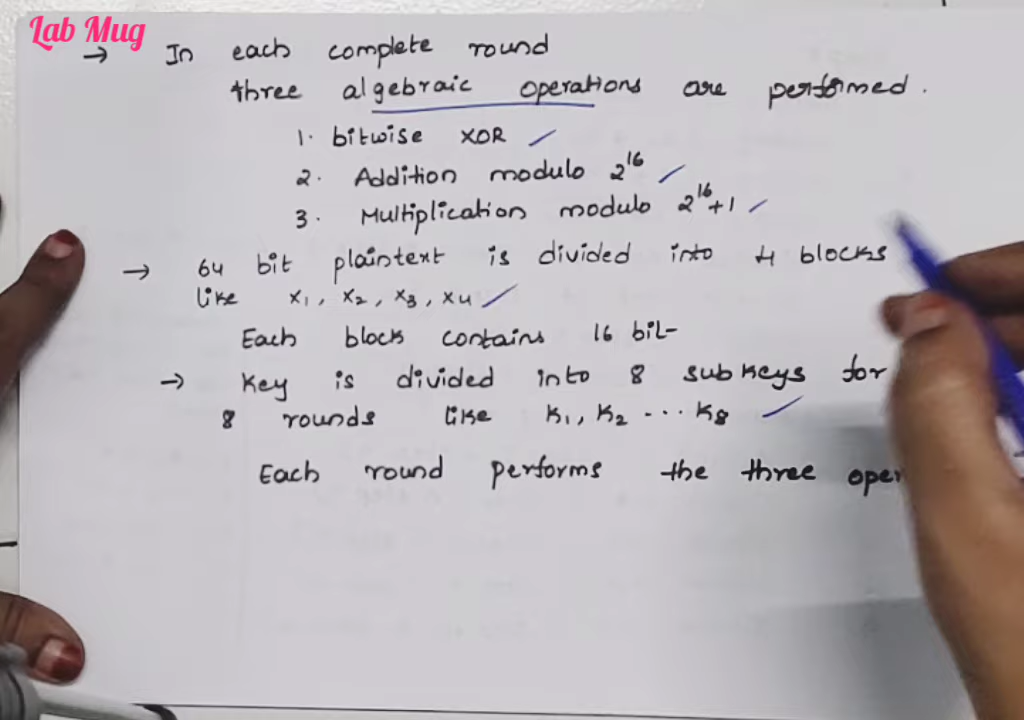 Lab Mug
→ In each complete round
three algebraic operations are performed.
1. bitwise XOR ✓
2. Addition modulo 2^16 ✓
3. Multiplication modulo 2^16+1 ✓
→ 64 bit plaintext is divided into 4 blocks
like x1, x2, x3, x4 ✓
Each block contains 16 bit
→ Key is divided into 8 subkeys for
8 rounds like K1, K2 ... K8 ✓
Each round performs the three oper